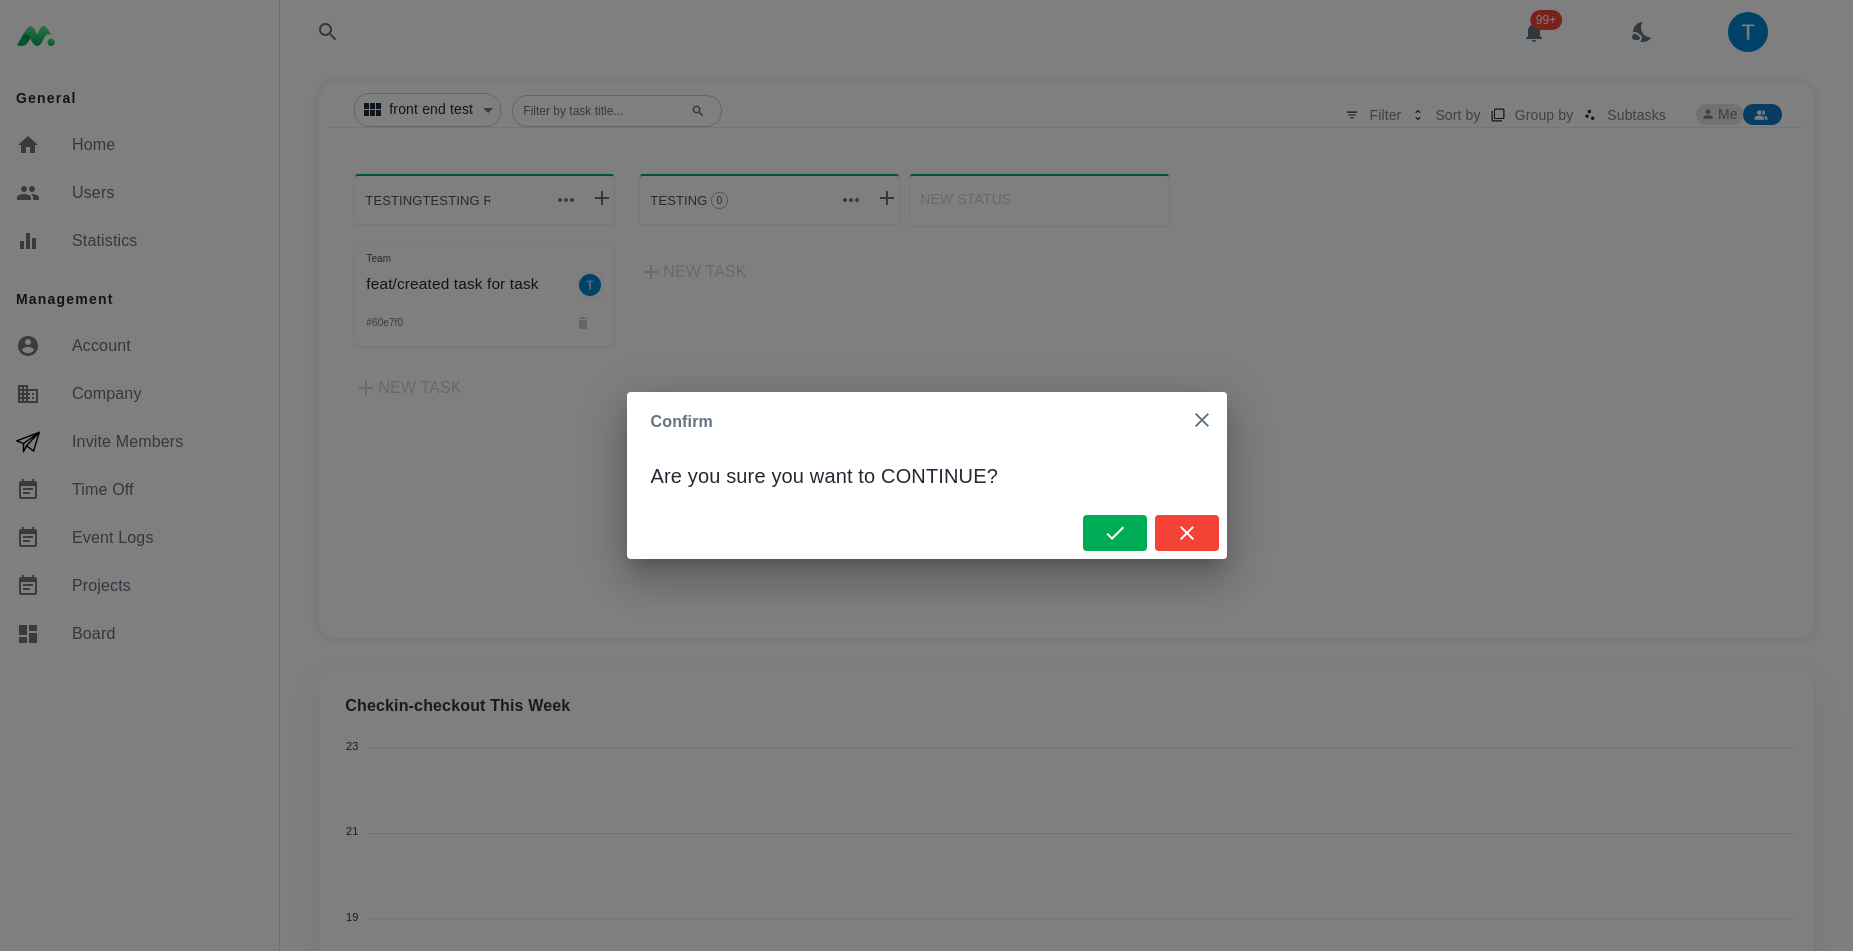 99+
T
General
Home
Users
Statistics
Management
Account
Company
Invite Members
Time Off
Event Logs
Projects
Board
front end test
Filter by task title...
Filter
Sort by
Group by
Subtasks
Me
TESTINGTESTING F
TESTING 0
NEW STATUS
Team
feat/created task for task
T
#60e7f0
NEW TASK
NEW TASK
Confirm
Are you sure you want to CONTINUE?
Checkin-checkout This Week
23
21
19